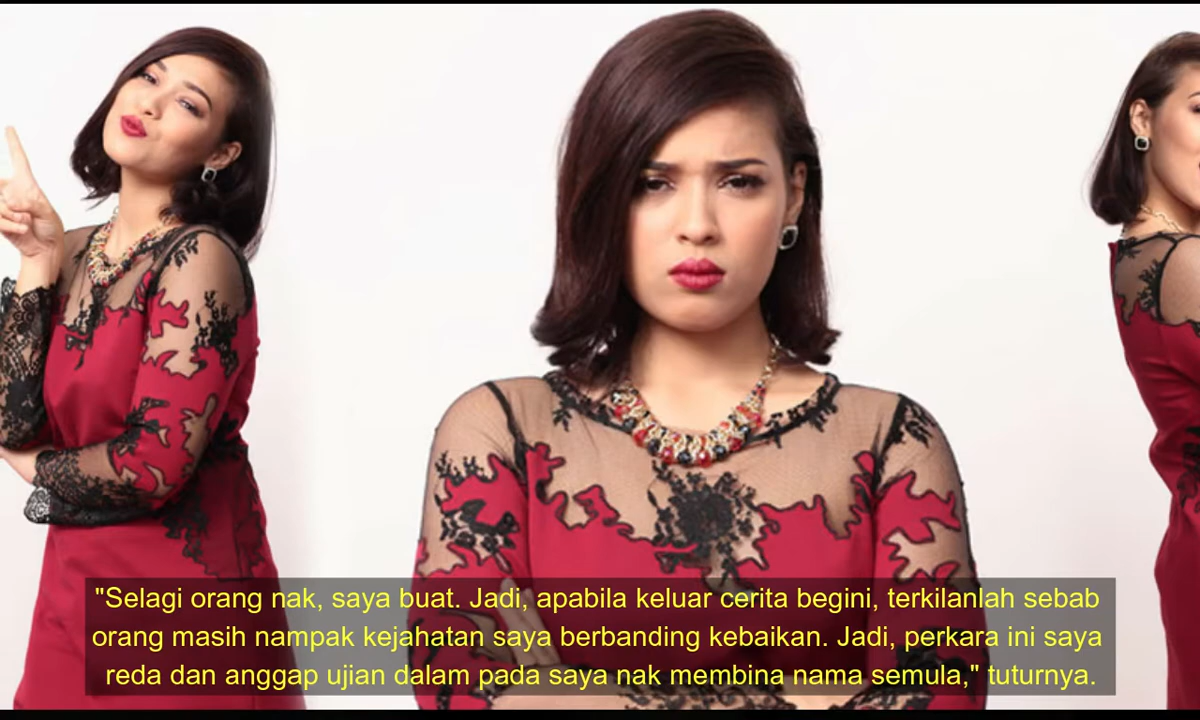 "Selagi orang nak, saya buat. Jadi, apabila keluar cerita begini, terkilanlah sebab
orang masih nampak kejahatan saya berbanding kebaikan. Jadi, perkara ini saya
reda dan anggap ujian dalam pada saya nak membina nama semula," tuturnya.